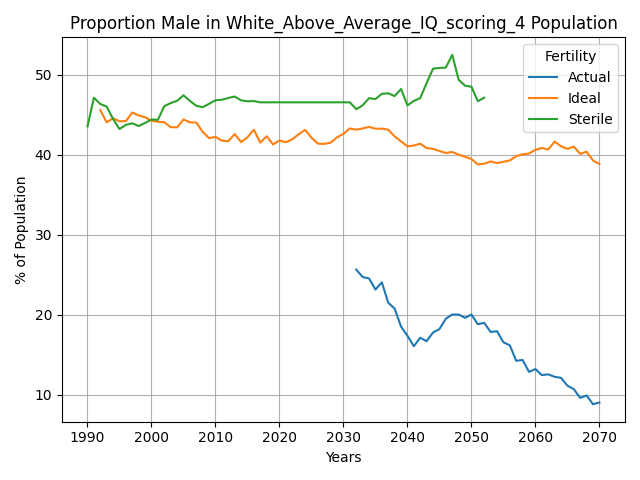 Proportion Male in White_Above_Average_IQ_scoring_4 Population
Fertility
Actual
Ideal
Sterile
% of Population
50
40
30
20
10
1990 2000 2010 2020 2030 2040 2050 2060 2070
Years